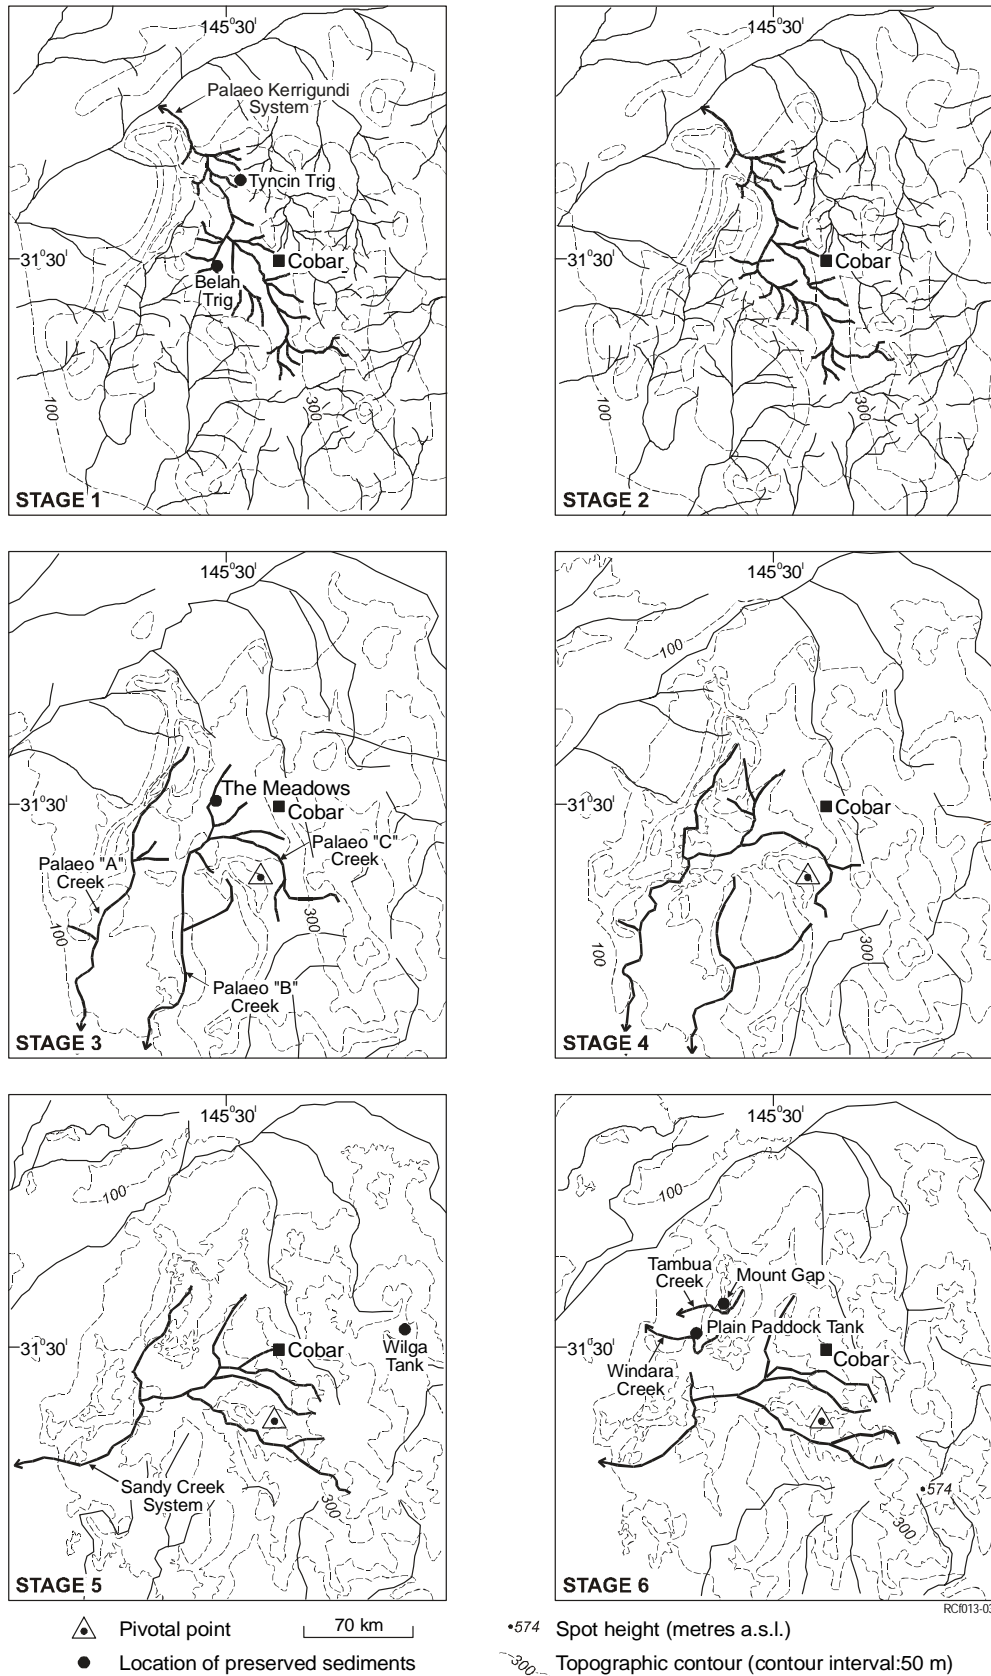 145°30'
Palaeo Kerrigundi
System
Tyncin Trig
31°30'
Cobar
Belah
Trig
100
300
STAGE 1
145°30'
31°30'
Cobar
100
300
STAGE 2
145°30'
31°30'
The Meadows
Cobar
Palaeo "C"
Creek
Palaeo "A"
Creek
100
300
Palaeo "B"
Creek
STAGE 3
145°30'
100
31°30'
Cobar
100
300
STAGE 4
145°30'
100
31°30'
Cobar
Wilga
Tank
Sandy Creek
System
300
STAGE 5
145°30'
100
Tambua
Creek
Mount Gap
Plain Paddock Tank
31°30'
Cobar
Windara
Creek
574
300
STAGE 6
RCf013-03
Pivotal point
70 km
574 Spot height (metres a.s.l.)
Location of preserved sediments
300 Topographic contour (contour interval:50 m)